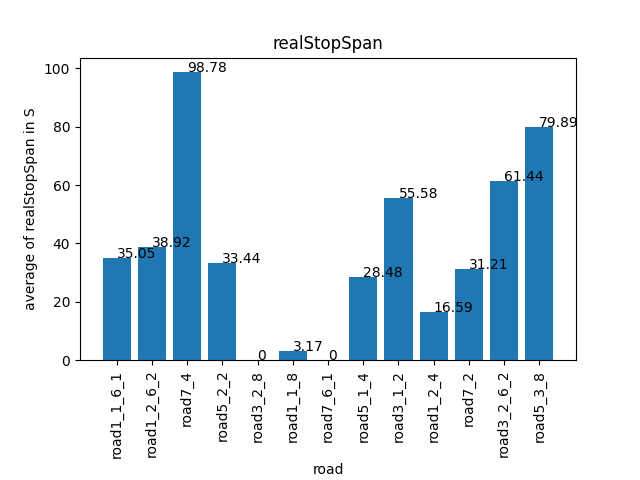 realStopSpan
average of realStopSpan in S
100
80
60
40
20
0
35.05
38.92
98.78
33.44
0
3.17
0
28.48
55.58
16.59
31.21
61.44
79.89
road1_1_6_1
road1_2_6_2
road7_4
road5_2_2
road3_2_8
road1_1_8
road7_6_1
road5_1_4
road3_1_2
road1_2_4
road7_2
road3_2_6_2
road5_3_8
road